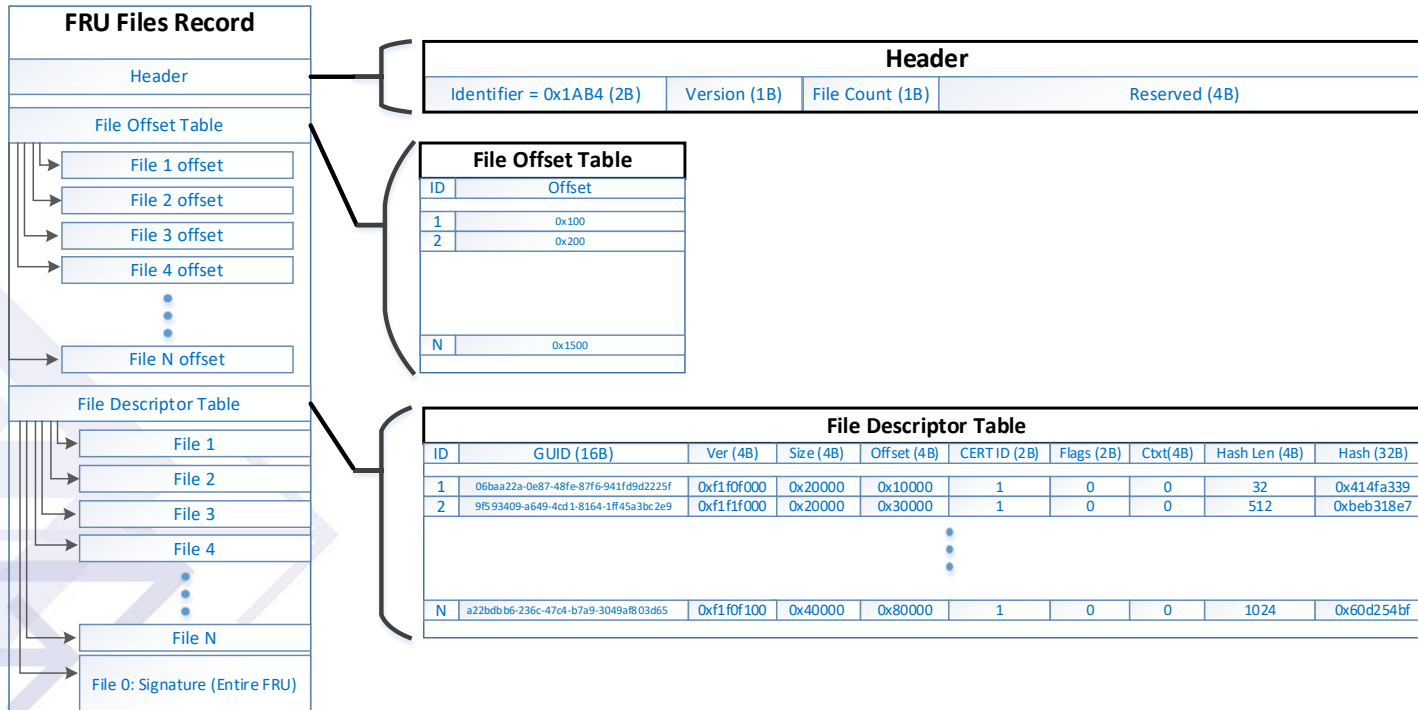 FRU Files Record
Header
File Offset Table
File 1 offset
File 2 offset
File 3 offset
File 4 offset
File N offset
File Descriptor Table
File 1
File 2
File 3
File 4
File N
File 0: Signature (Entire FRU)
Header
Identifier = 0x1AB4 (2B) Version (1B) File Count (1B) Reserved (4B)
File Offset Table
ID Offset
1 0x100
2 0x200
N 0x1500
File Descriptor Table
ID GUID (16B) Ver (4B) Size (4B) Offset (4B) CERT ID (2B) Flags (2B) Ctxt(4B) Hash Len (4B) Hash (32B)
1 06baa22a-0e87-48fe-87f6-941fd9d2225f 0xf1f0f000 0x20000 0x10000 1 0 0 32 0x414fa339
2 9f593409-a649-4cd1-8164-1ff45a3bc2e9 0xf1f1f000 0x20000 0x30000 1 0 0 512 0xbeb318e7
N a22bdbb6-236c-47c4-b7a9-3049af803d65 0xf1f0f100 0x40000 0x80000 1 0 0 1024 0x60d254bf